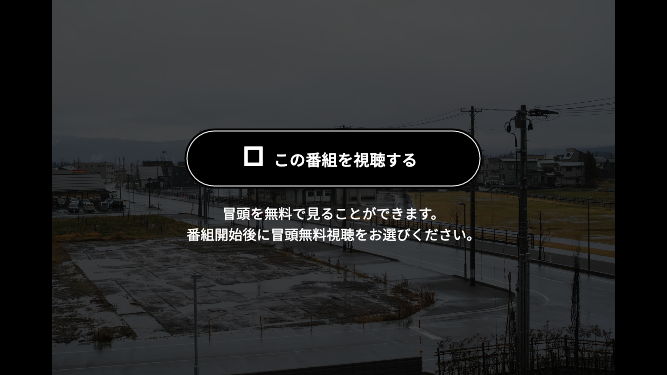 この番組を視聴する
冒頭を無料で見ることができます。
番組開始後に冒頭無料視聴をお選びください。